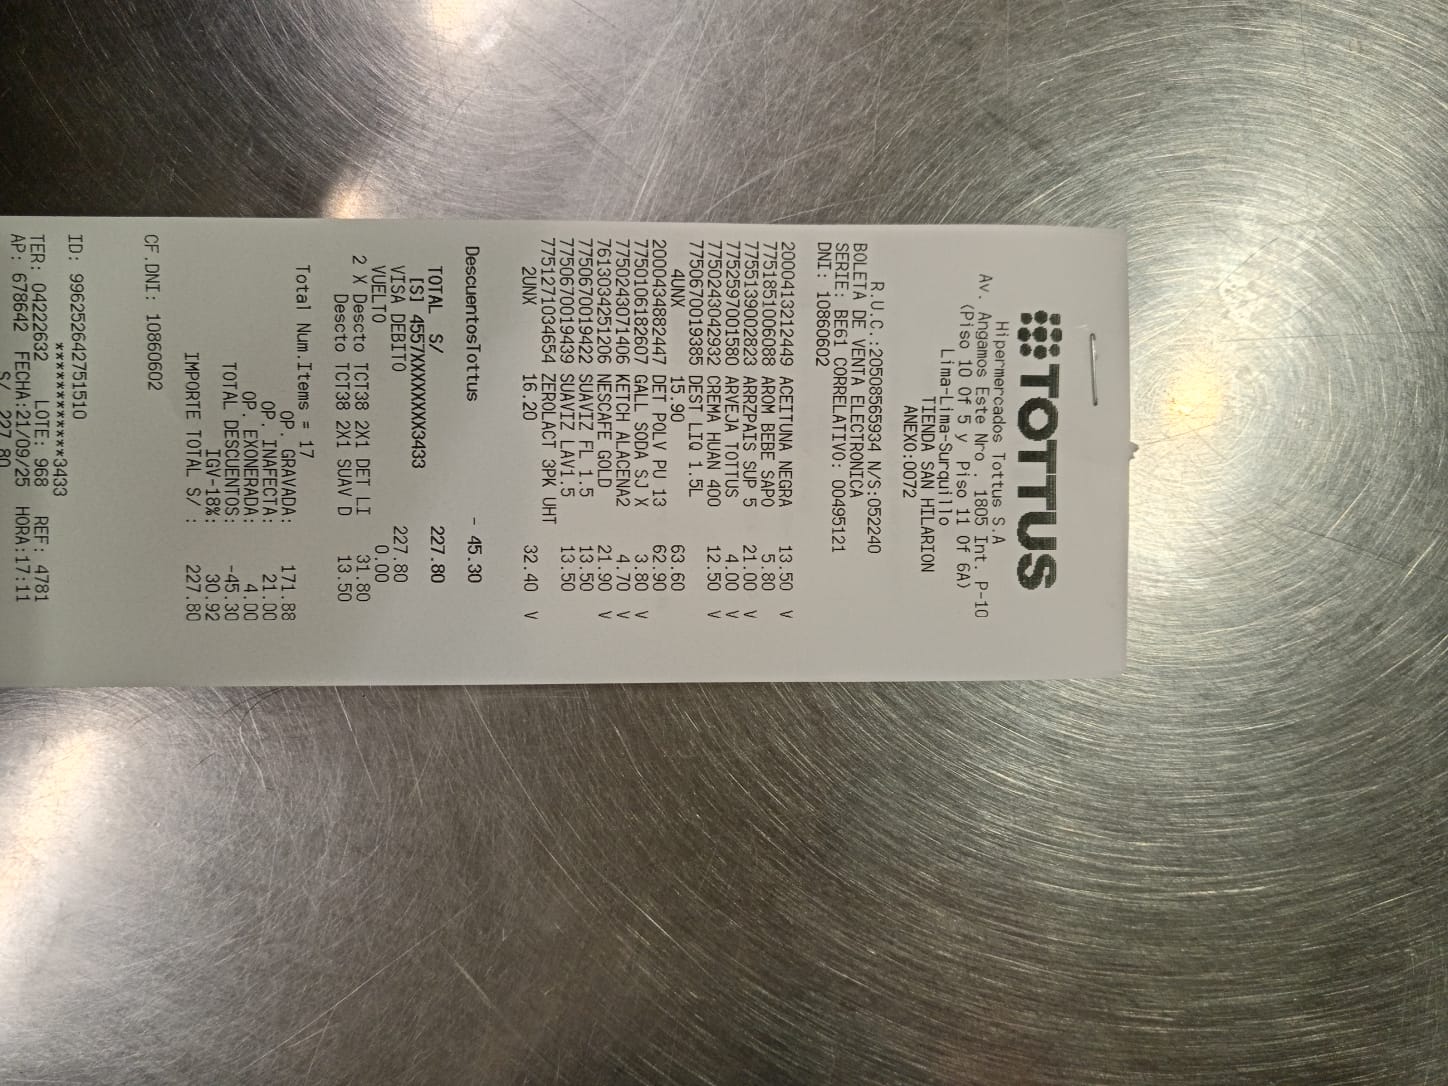 TOTTUS
Hipermercados Tottus S.A
Av. Angamos Este Nro. 1805 Int. P-10
(Piso 10 Of 5 y Piso 11 Of 6A)
Lima-Lima-Surquillo
TIENDA SAN HILARION
ANEXO:0072
R.U.C.:20508565934 N/S:052240
BOLETA DE VENTA ELECTRONICA
SERIE: BE61 CORRELATIVO: 00495121
DNI: 10860602
2000413212449 ACEITUNA NEGRA 13.50 V
7751851006088 AROM BEBE SAPO 5.80
7755139002823 ARRZPAIS SUP 5 21.00 V
7752597001580 ARVEJA TOTTUS 4.00 V
7750243042932 CREMA HUAN 400 12.50 V
7750670019385 DEST LIQ 1.5L
4UNX 15.90 63.60
2000434882447 DET POLV PU 13 62.90
7750106182607 GALL SODA SJ X 3.80 V
7750243071406 KETCH ALACENA2 4.70 V
7613034251206 NESCAFE GOLD 21.90 V
7750670019422 SUAVIZ FL 1.5 13.50
7750670019439 SUAVIZ LAV1.5 13.50
7751271034654 ZEROLACT 3PK UHT
2UNX 16.20 32.40 V
DescuentosTottus - 45.30
TOTAL S/ 227.80
[S] 4557XXXXXXXX3433
VISA DEBITO 227.80
VUELTO 0.00
2 X Descto TCT38 2X1 DET LI 31.80
Descto TCT38 2X1 SUAV D 13.50
Total Num.Items = 17
OP. GRAVADA: 171.88
OP. INAFECTA: 21.00
OP. EXONERADA: 4.00
TOTAL DESCUENTOS: -45.30
IGV-18%: 30.92
IMPORTE TOTAL S/ : 227.80
CF.DNI: 10860602
ID: 996252642751510
************3433
TER: 04222632 LOTE: 968 REF: 4781
AP: 678642 FECHA:21/09/25 HORA:17:11
S/ 227.80